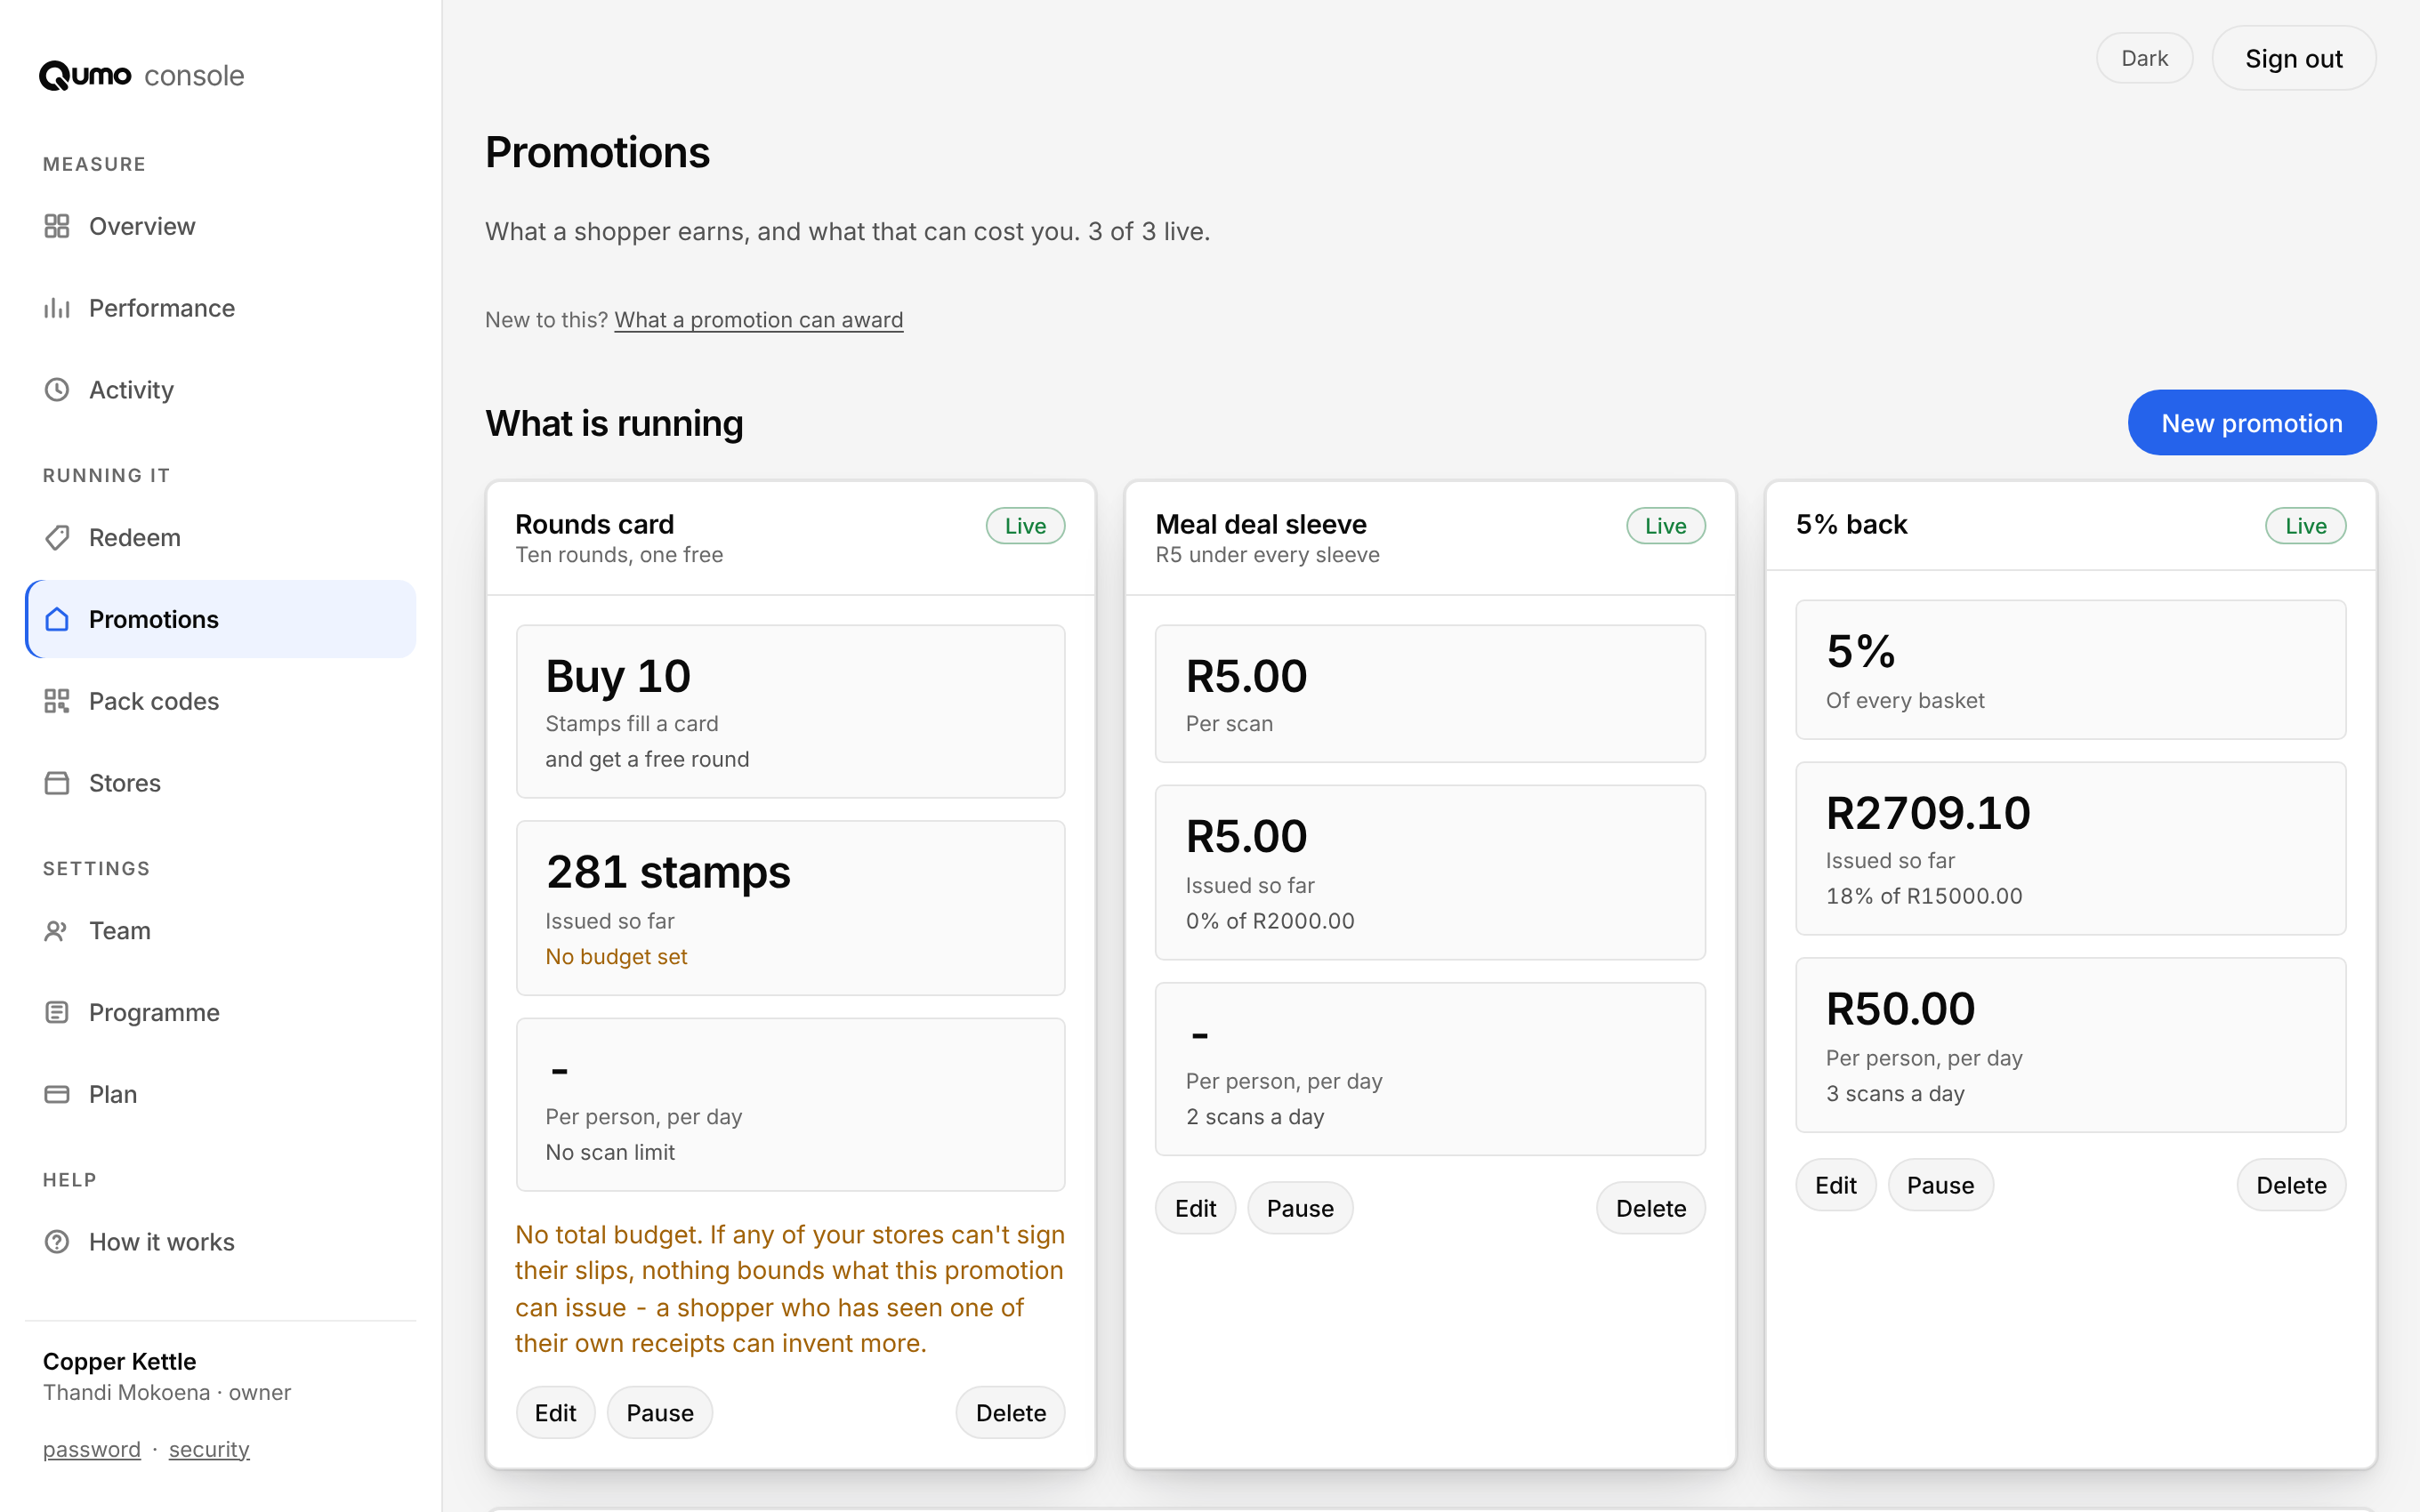 Qumo console
MEASURE
Overview
Performance
Activity
RUNNING IT
Redeem
Promotions
Pack codes
Stores
SETTINGS
Team
Programme
Plan
HELP
How it works
Copper Kettle
Thandi Mokoena · owner
password · security
Dark
Sign out
Promotions
What a shopper earns, and what that can cost you. 3 of 3 live.
New to this? What a promotion can award
What is running
New promotion
Rounds card
Live
Ten rounds, one free
Buy 10
Stamps fill a card
and get a free round
281 stamps
Issued so far
No budget set
-
Per person, per day
No scan limit
No total budget. If any of your stores can't sign
their slips, nothing bounds what this promotion
can issue - a shopper who has seen one of
their own receipts can invent more.
Edit
Pause
Delete
Meal deal sleeve
Live
R5 under every sleeve
R5.00
Per scan
R5.00
Issued so far
0% of R2000.00
-
Per person, per day
2 scans a day
Edit
Pause
Delete
5% back
Live
5%
Of every basket
R2709.10
Issued so far
18% of R15000.00
R50.00
Per person, per day
3 scans a day
Edit
Pause
Delete